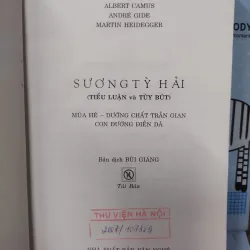 ALBERT CAMUS
ANDRÉ GIDE
MARTIN HEIDEGGER
SƯƠNG TỲ HẢI
(TIỂU LUẬN và TÙY BÚT)
MÙA HÈ – DƯỠNG CHẤT TRẦN GIAN
CON ĐƯỜNG ĐIỀN DÃ
Bản dịch BÙI GIÁNG
Tái Bản
THƯ VIỆN HÀ NỘI